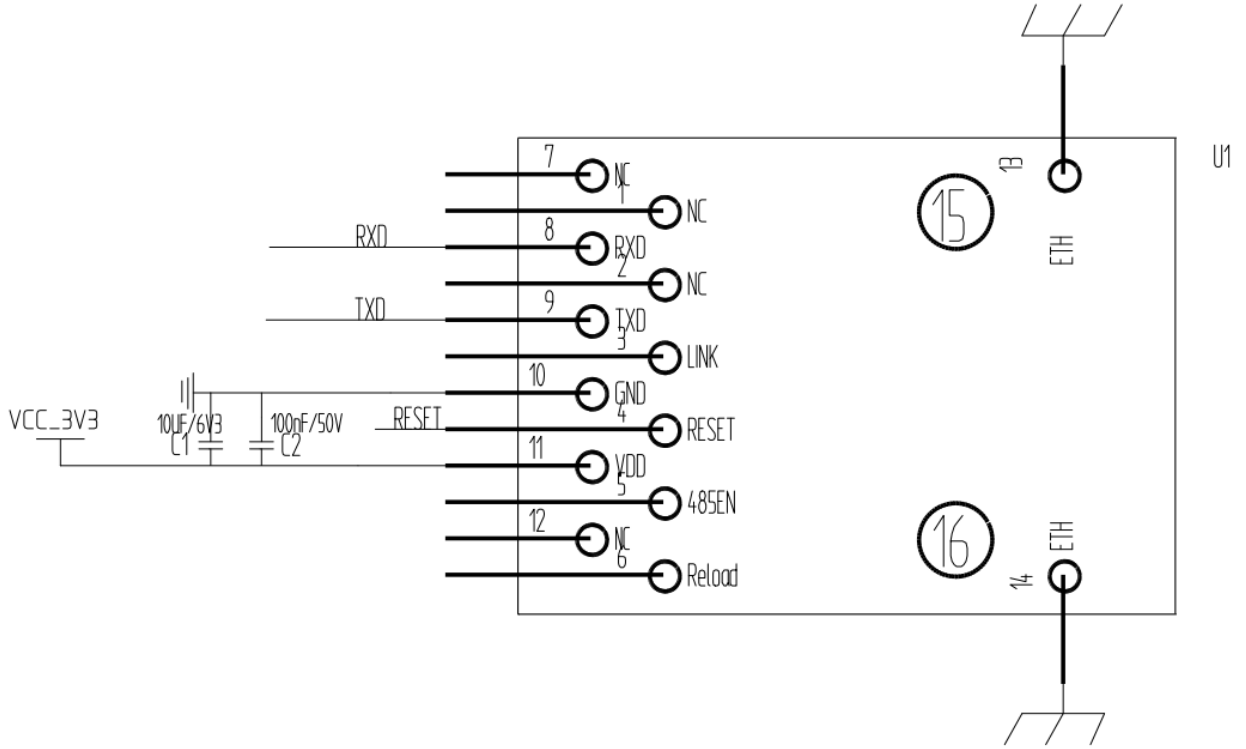 U1
7
NC
1
NC
13
15
RXD
8
RXD
2
NC
ETH
TXD
9
TXD
3
LINK
10
GND
4
VCC_3V3
10UF/6V3
100nF/50V
RESET
RESET
C1
C2
11
VDD
5
485EN
12
NC
6
Reload
16
ETH
14